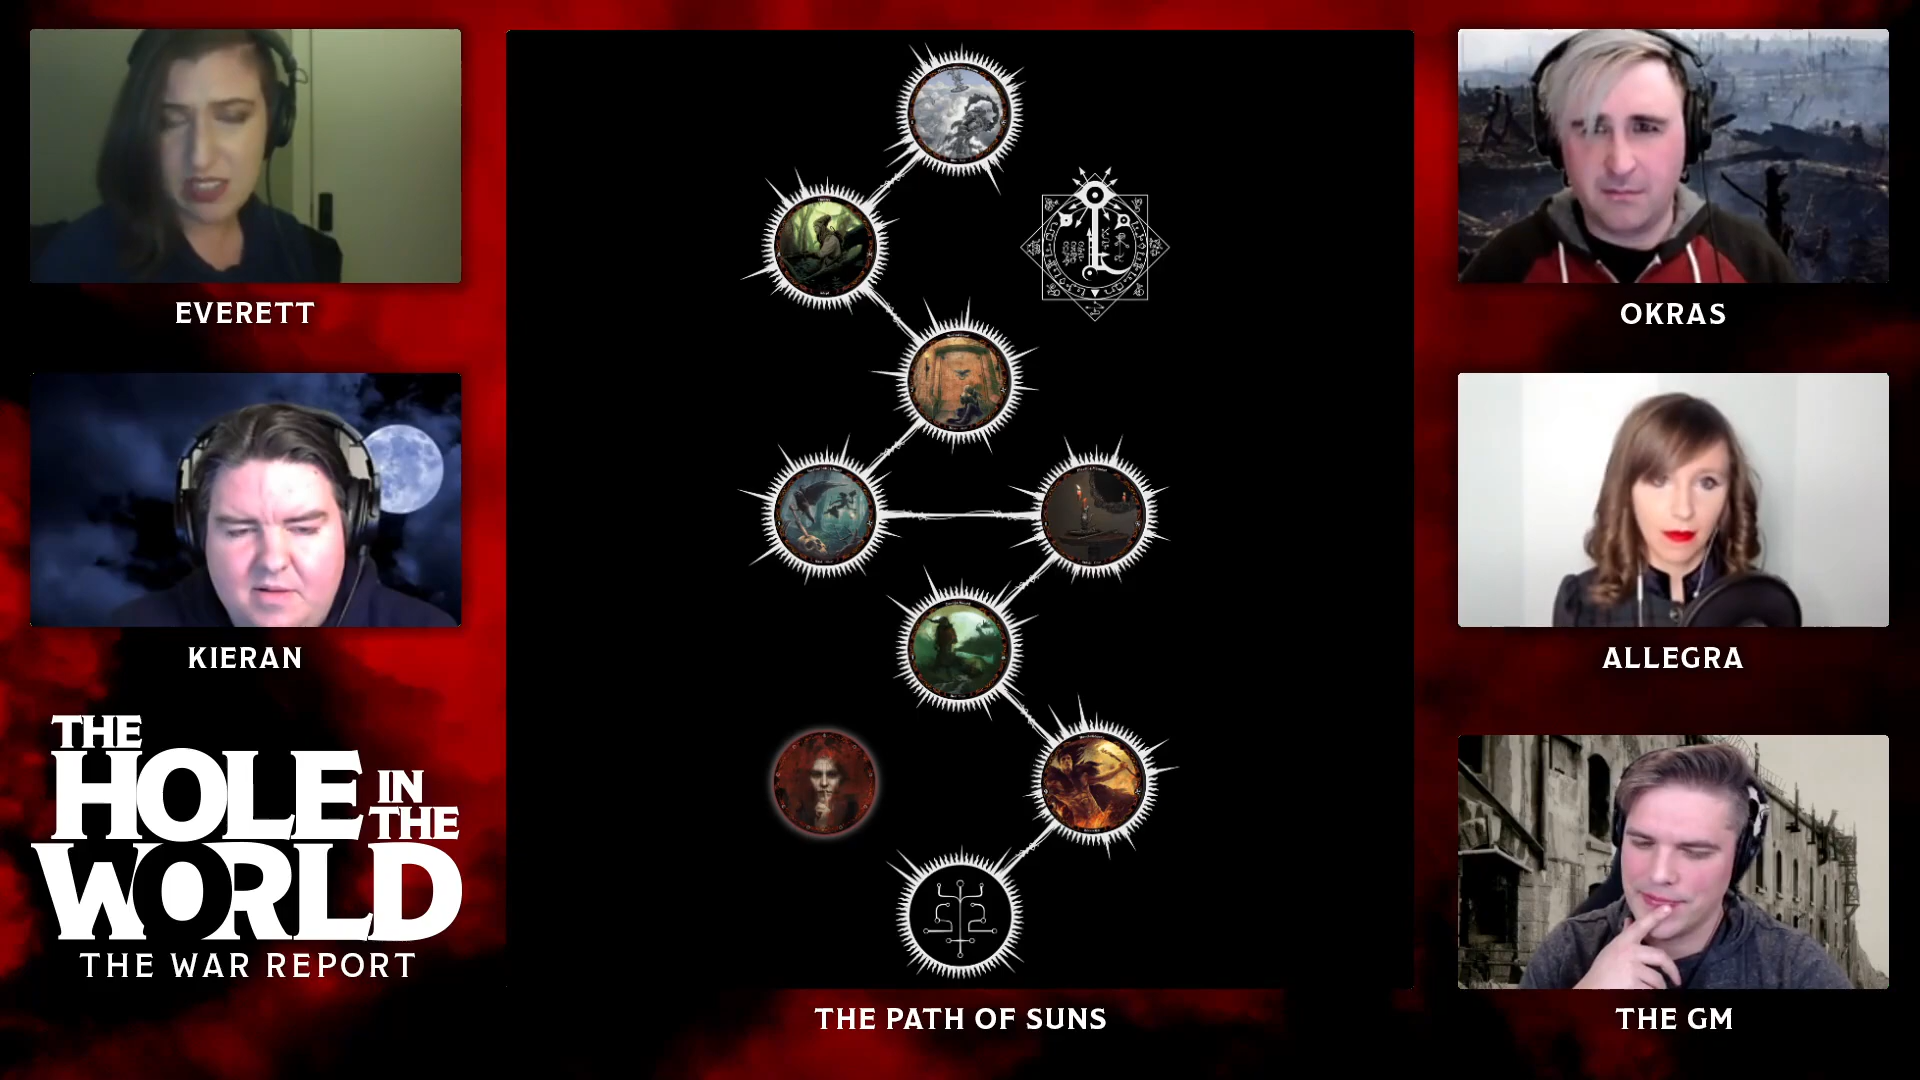 EVERETT
OKRAS
KIERAN
ALLEGRA
THE
HOLE IN
THE
WORLD
THE WAR REPORT
THE PATH OF SUNS
THE GM